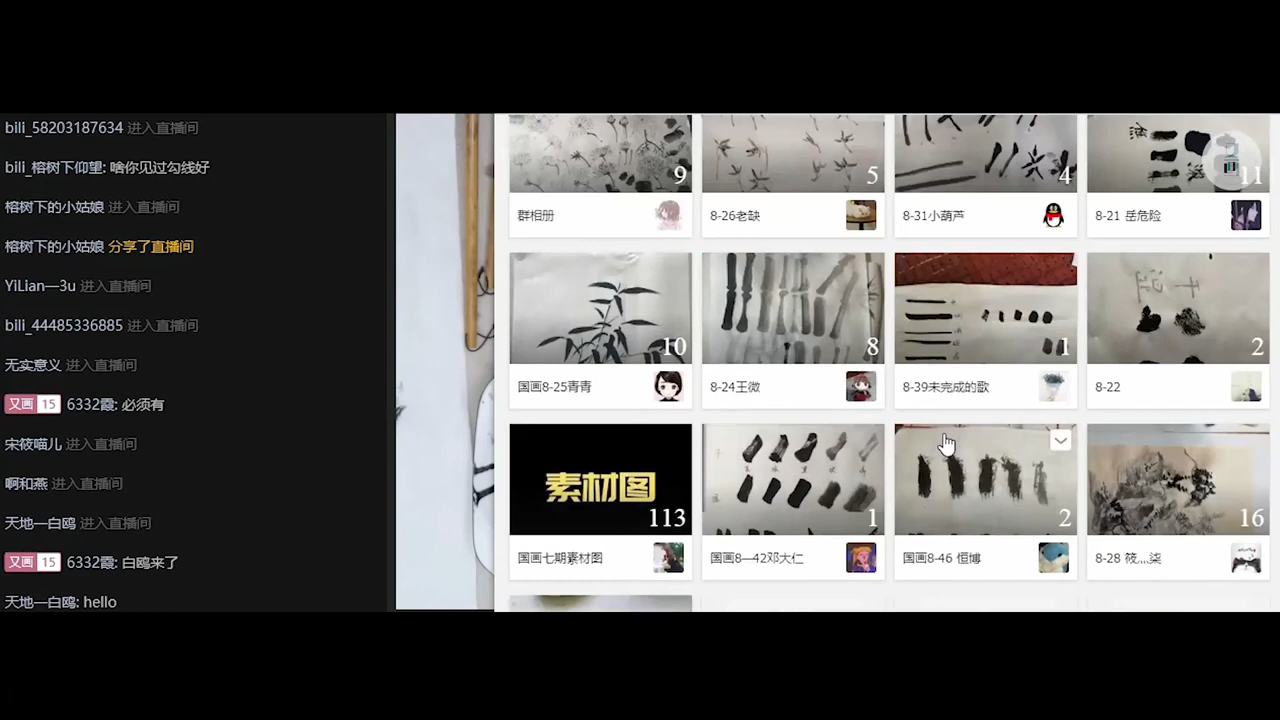 bili_58203187634 进入直播间
bili_榕树下仰望: 啥你见过勾线好
榕树下的小姑娘 进入直播间
榕树下的小姑娘 分享了直播间
YiLian—3u 进入直播间
bili_44485336885 进入直播间
无实意义 进入直播间
又画 15 6332霞: 必须有
宋筱喵儿 进入直播间
啊和燕 进入直播间
天地一白鸥 进入直播间
又画 15 6332霞: 白鸥来了
天地一白鸥: hello
9
5
4
11
群相册
8-26老缺
8-31小葫芦
8-21 岳危险
10
8
1
2
国画8-25青青
8-24王微
8-39未完成的歌
8-22
素材图
113
1
2
16
国画七期素材图
国画8—42邓大仁
国画8-46 恒博
8-28 筱灬柒